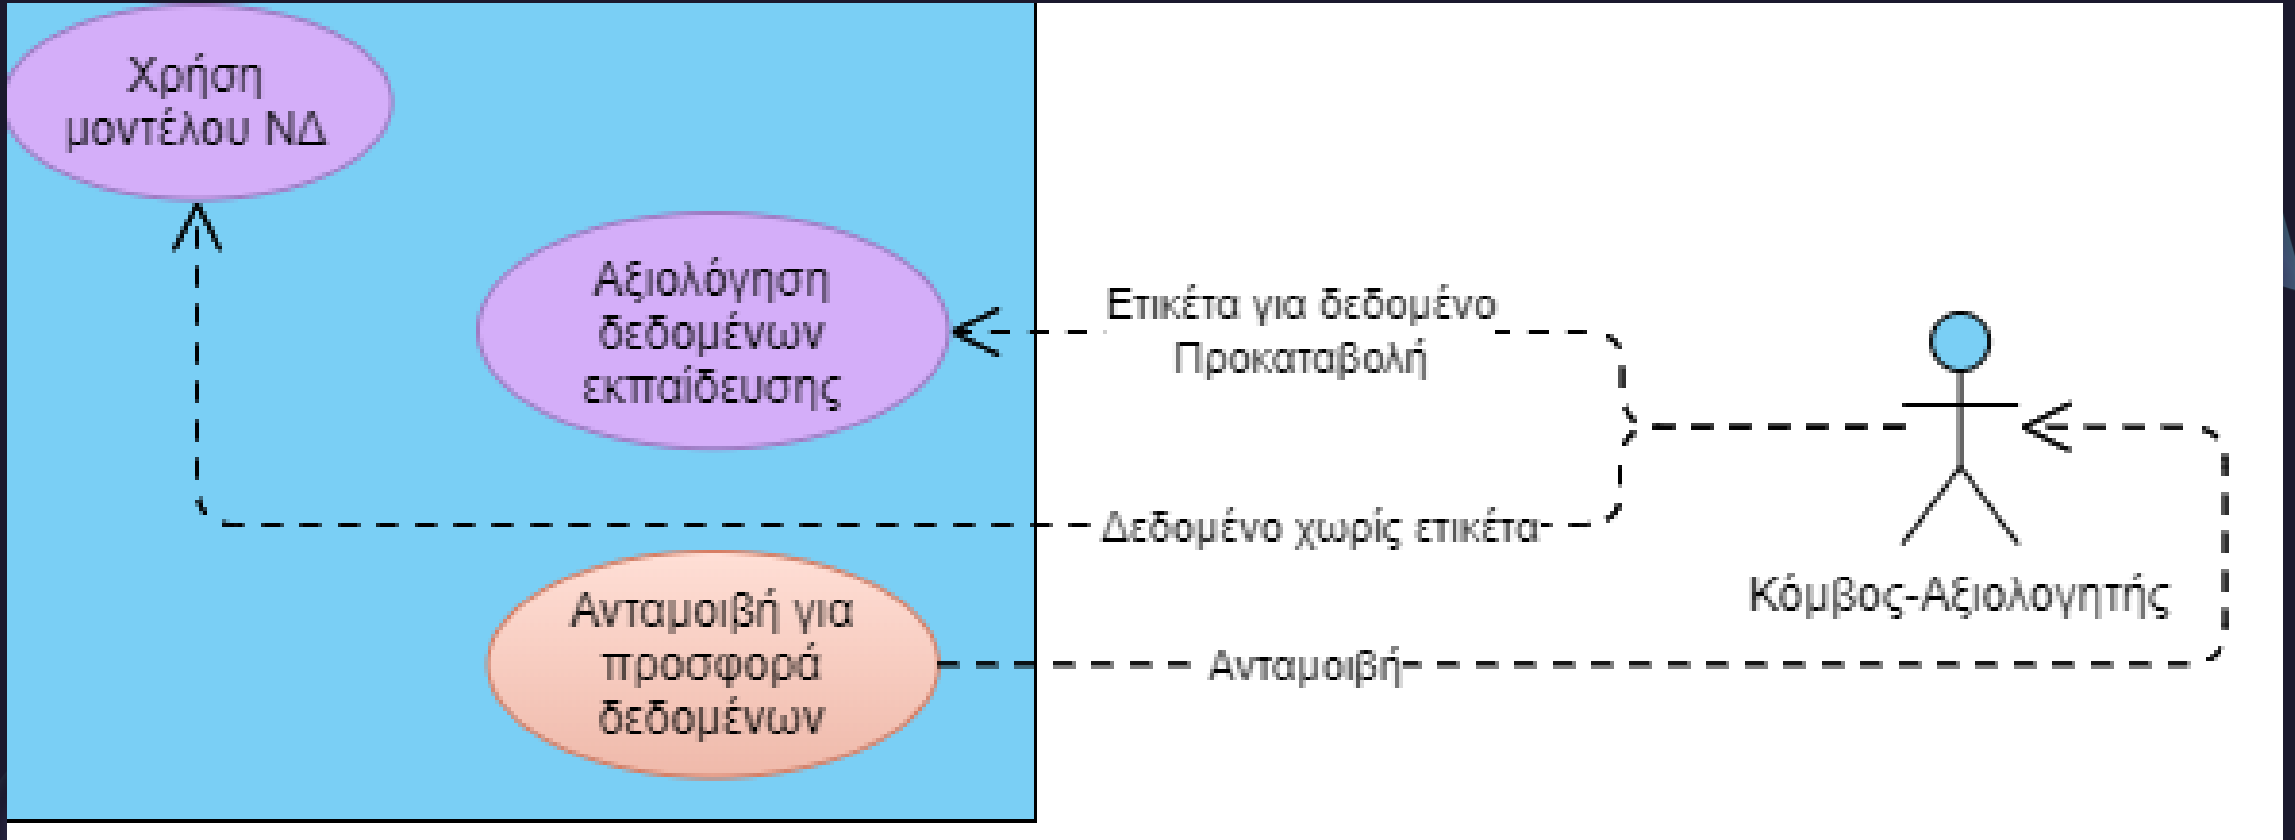 Χρήση
μοντέλου ΝΔ
Αξιολόγηση
δεδομένων
εκπαίδευσης
Ετικέτα για δεδομένο
Προκαταβολή
Δεδομένο χωρίς ετικέτα
Κόμβος-Αξιολογητής
Ανταμοιβή για
προσφορά
δεδομένων
Ανταμοιβή